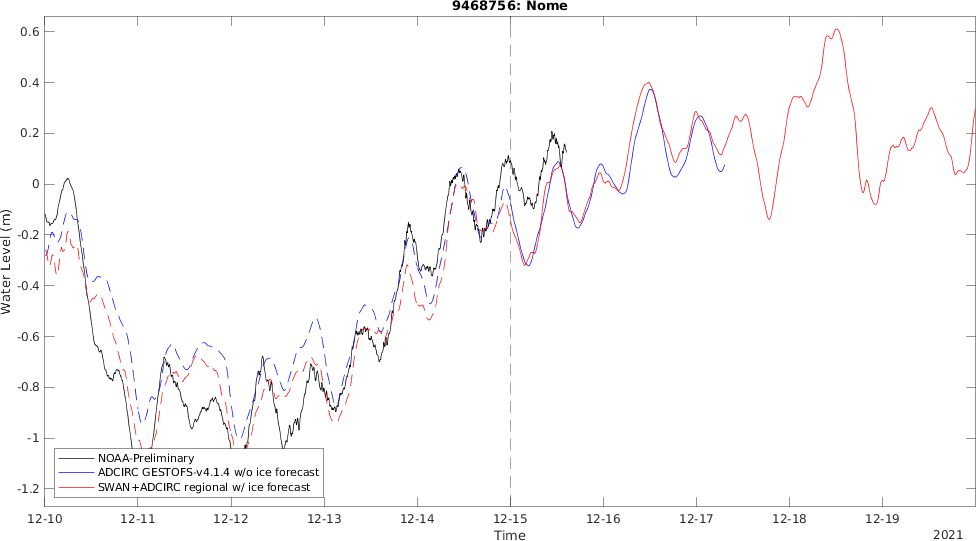 9468756: Nome
0.6
0.4
0.2
0
-0.2
-0.4
-0.6
-0.8
-1
-1.2
Water Level (m)
NOAA-Preliminary
ADCIRC GESTOFS-v4.1.4 w/o ice forecast
SWAN+ADCIRC regional w/ ice forecast
12-10 12-11 12-12 12-13 12-14 12-15 12-16 12-17 12-18 12-19
Time
2021